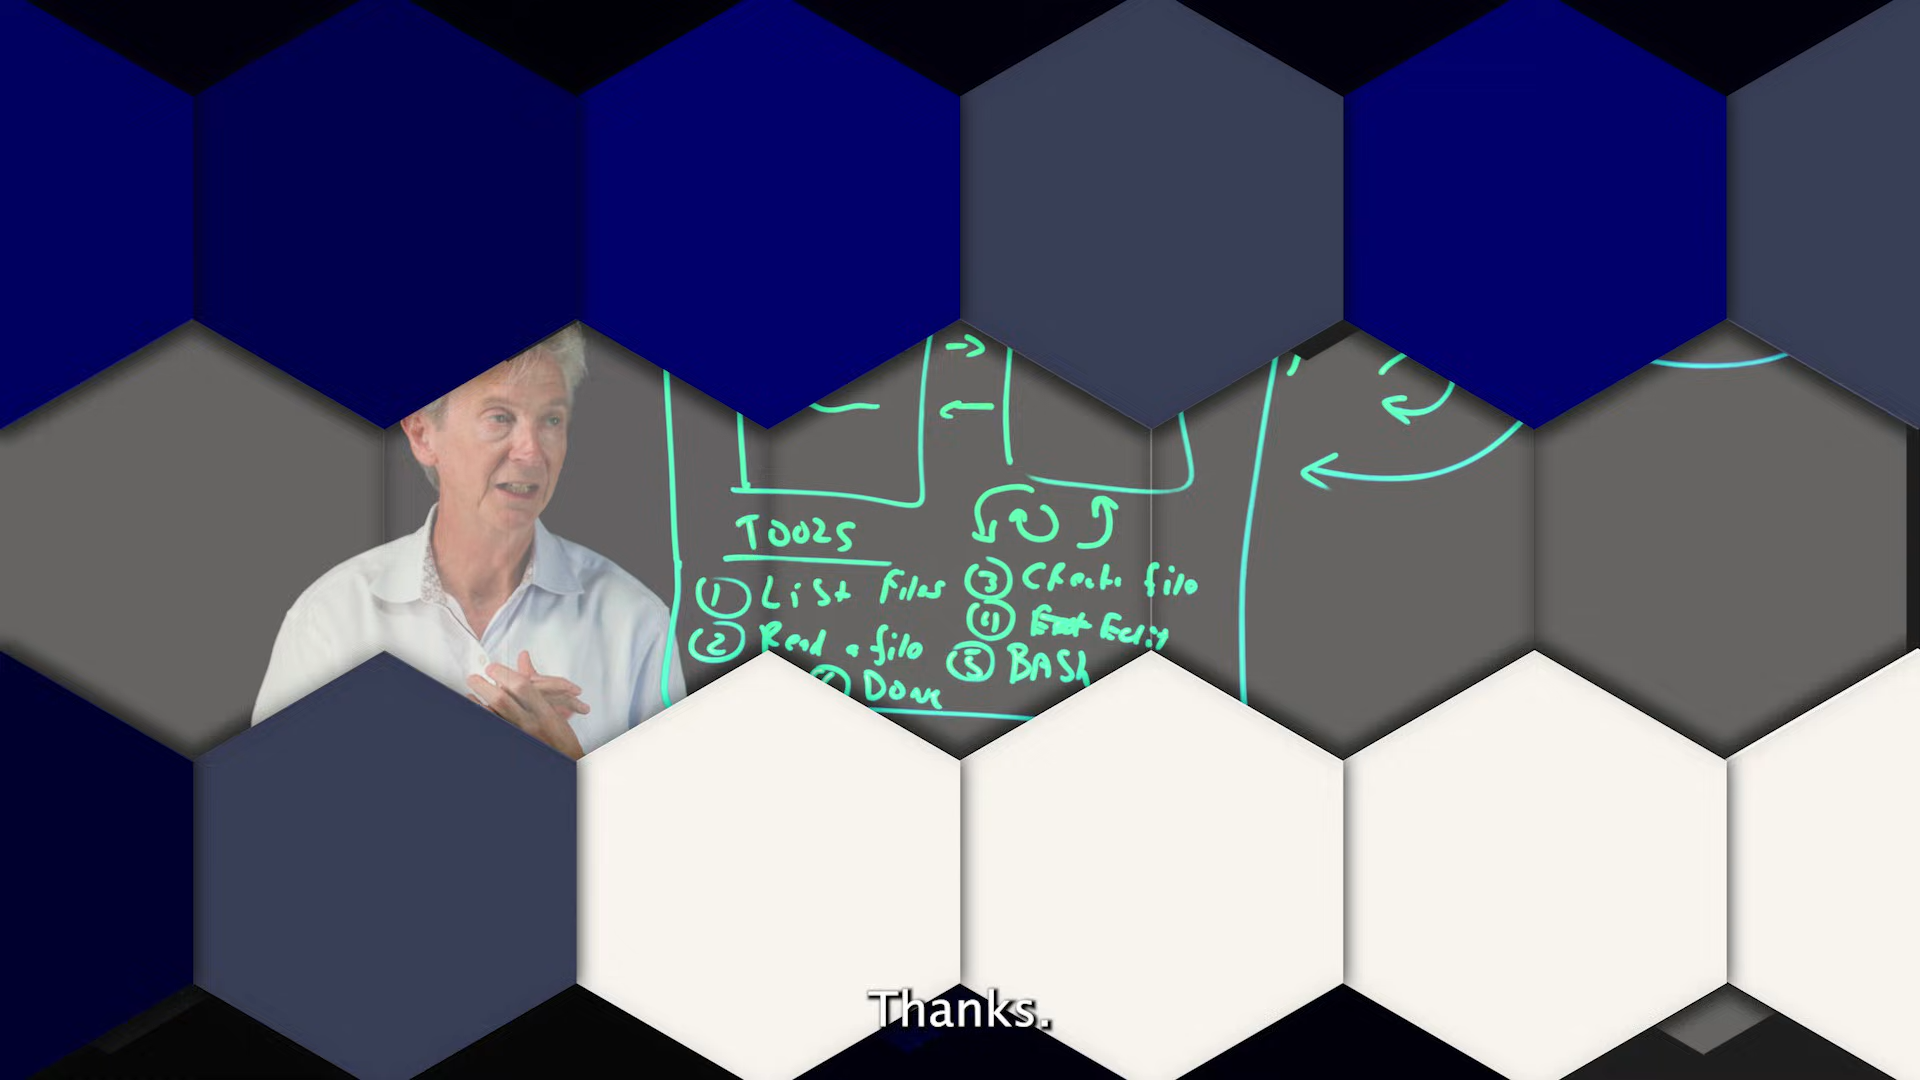 TOOLS
① List files ③ Create file
② Read a file ④ Edit
⑤ BASh
Done
Thanks.